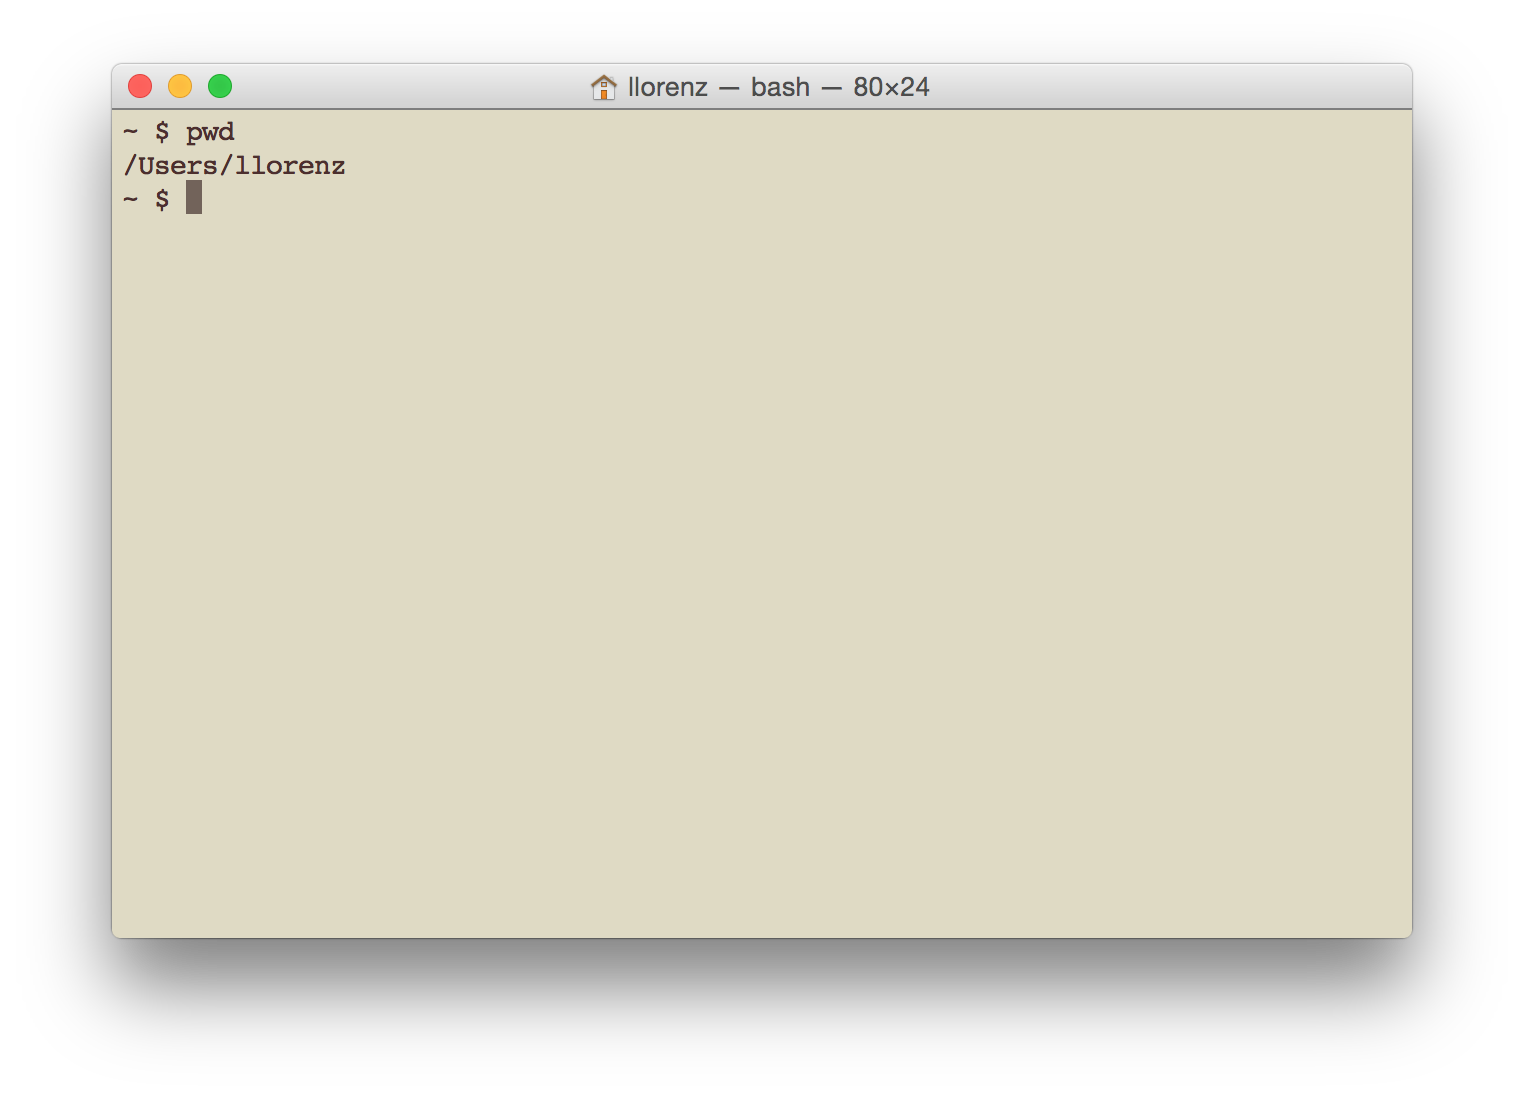 llorenz — bash — 80×24
~ $ pwd
/Users/llorenz
~ $